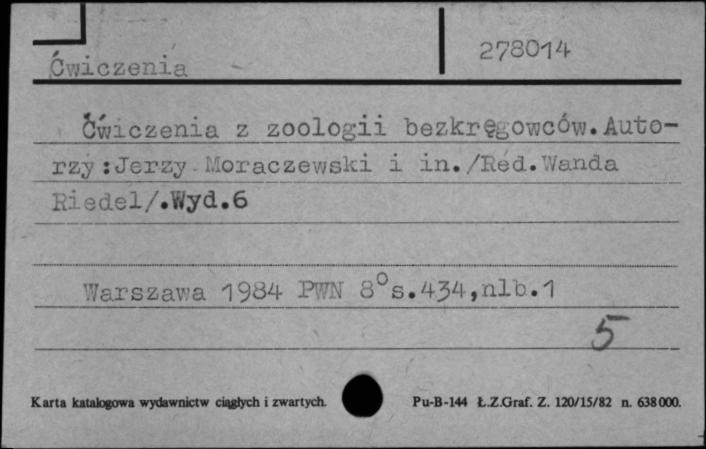 Ćwiczenia
278014
Ćwiczenia z zoologii bezkręgowców.Auto-
rzy:Jerzy Moraczewski i in./Red.Wanda
Riedel/.Wyd.6
Warszawa 1984 PWN 8°s.434,nlb.1
5
Karta katalogowa wydawnictw ciągłych i zwartych.
Pu-B-144 Ł.Z.Graf. Z. 120/15/82 n. 638000.